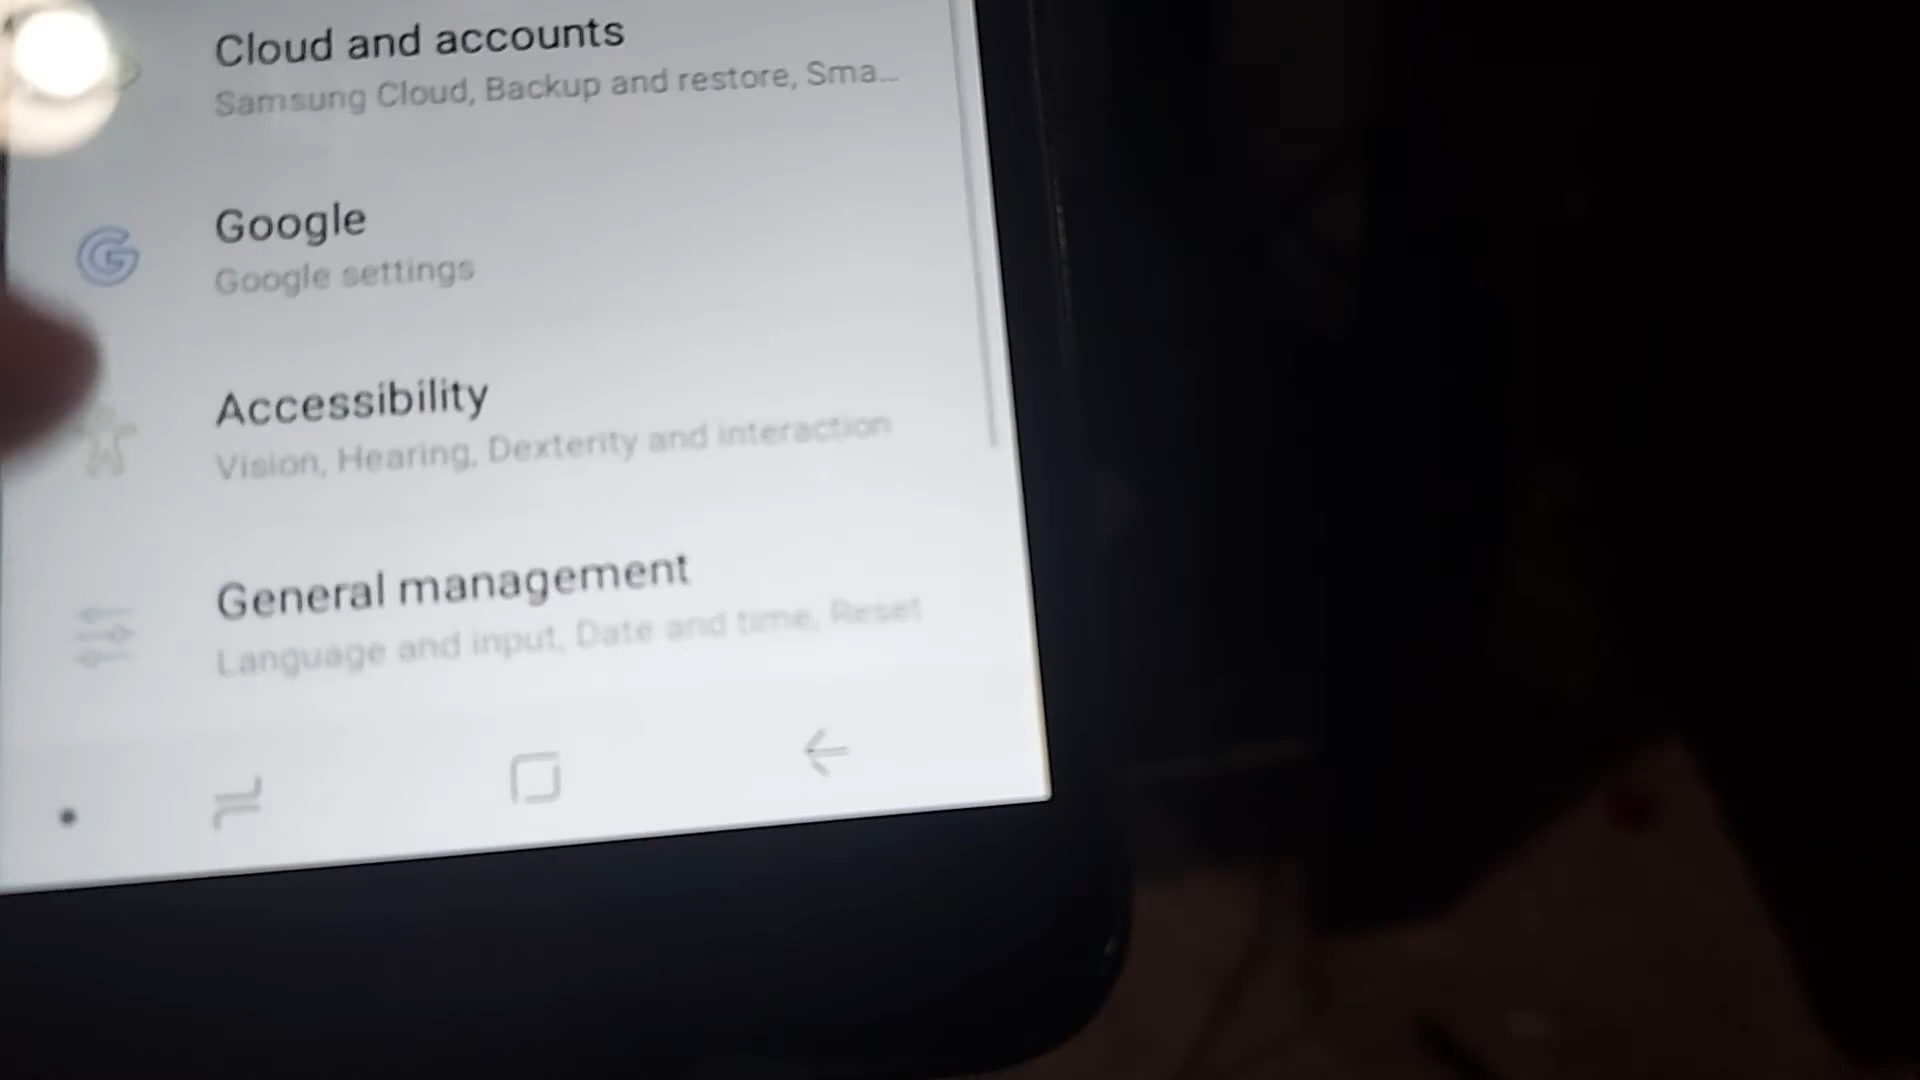 Cloud and accounts
Samsung Cloud, Backup and restore, Sma...
Google
Google settings
Accessibility
Vision, Hearing, Dexterity and interaction
General management
Language and input, Date and time, Reset